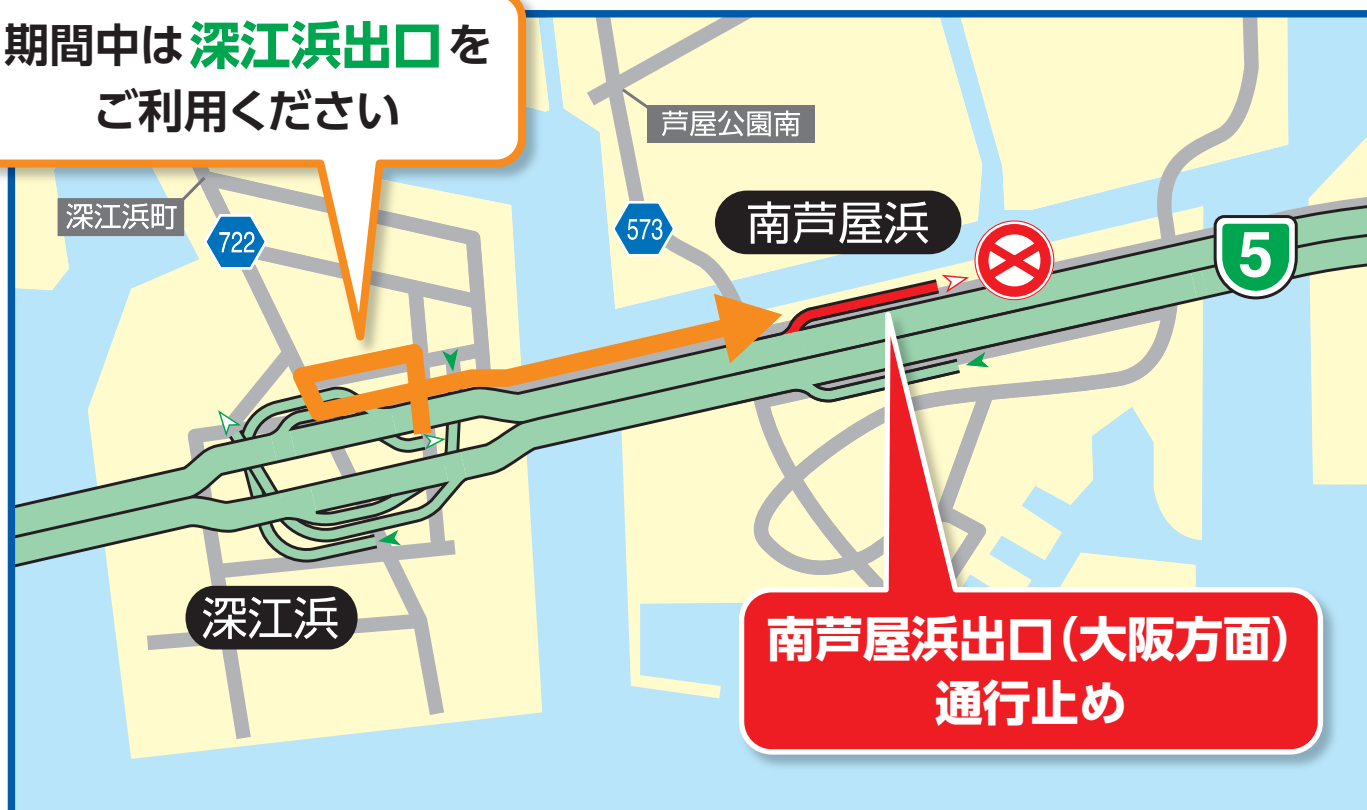 期間中は深江浜出口を
ご利用ください
芦屋公園南
深江浜町
722
573
南芦屋浜
5
深江浜
南芦屋浜出口（大阪方面）
通行止め